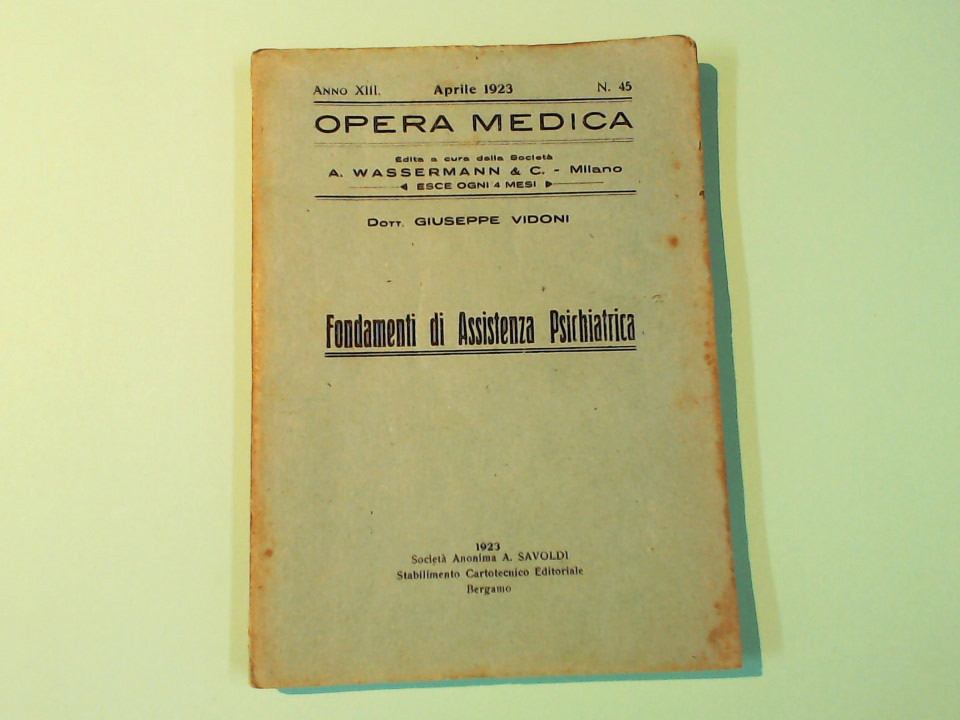 ANNO XIII. Aprile 1923 N. 45
OPERA MEDICA
Edita a cura della Società
A. WASSERMANN & C. - Milano
ESCE OGNI 4 MESI
DOTT. GIUSEPPE VIDONI
Fondamenti di Assistenza Psichiatrica
1923
Società Anonima A. SAVOLDI
Stabilimento Cartotecnico Editoriale
Bergamo